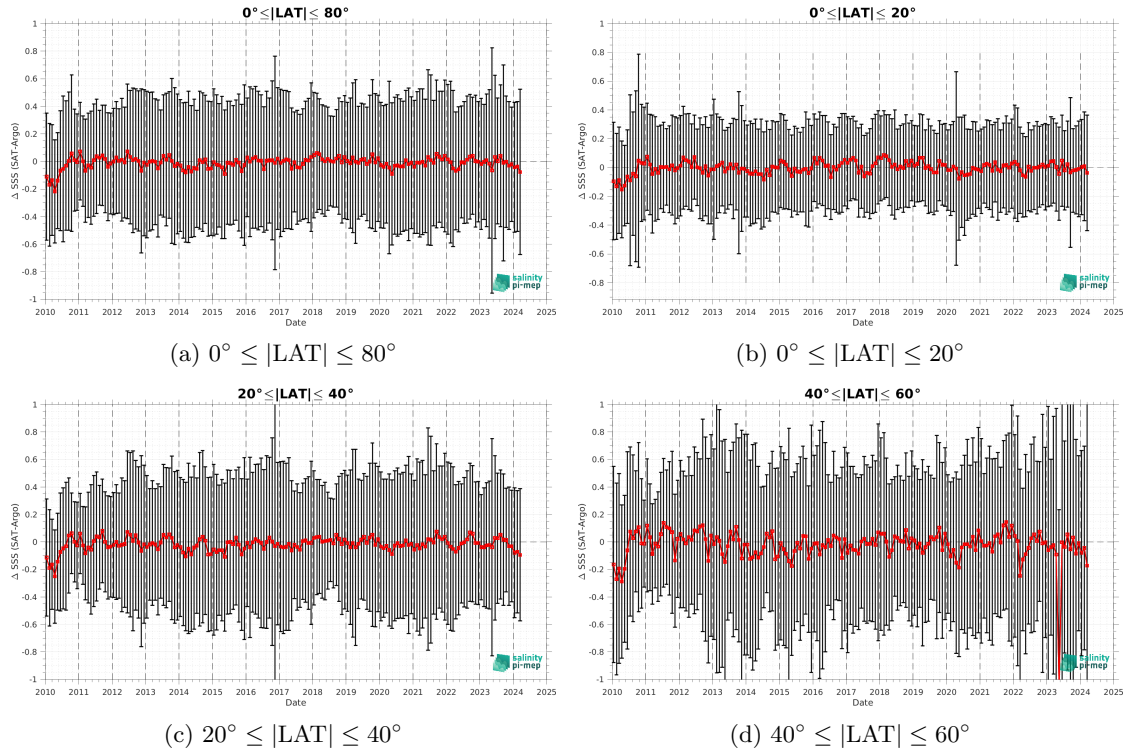 0°≤|LAT|≤ 80°
Δ SSS (SAT-Argo)
1
0.8
0.6
0.4
0.2
0
-0.2
-0.4
-0.6
-0.8
-1
2010 2011 2012 2013 2014 2015 2016 2017 2018 2019 2020 2021 2022 2023 2024 2025
Date
salinity
pi-mep
(a) 0° ≤ |LAT| ≤ 80°
0°≤|LAT|≤ 20°
Δ SSS (SAT-Argo)
1
0.8
0.6
0.4
0.2
0
-0.2
-0.4
-0.6
-0.8
2010 2011 2012 2013 2014 2015 2016 2017 2018 2019 2020 2021 2022 2023 2024 2025
Date
salinity
pi-mep
(b) 0° ≤ |LAT| ≤ 20°
20°≤|LAT|≤ 40°
Δ SSS (SAT-Argo)
1
0.8
0.6
0.4
0.2
0
-0.2
-0.4
-0.6
-0.8
-1
2010 2011 2012 2013 2014 2015 2016 2017 2018 2019 2020 2021 2022 2023 2024 2025
Date
salinity
pi-mep
(c) 20° ≤ |LAT| ≤ 40°
40°≤|LAT|≤ 60°
Δ SSS (SAT-Argo)
1
0.8
0.6
0.4
0.2
0
-0.2
-0.4
-0.6
-0.8
-1
2010 2011 2012 2013 2014 2015 2016 2017 2018 2019 2020 2021 2022 2023 2024 2025
Date
salinity
pi-mep
(d) 40° ≤ |LAT| ≤ 60°